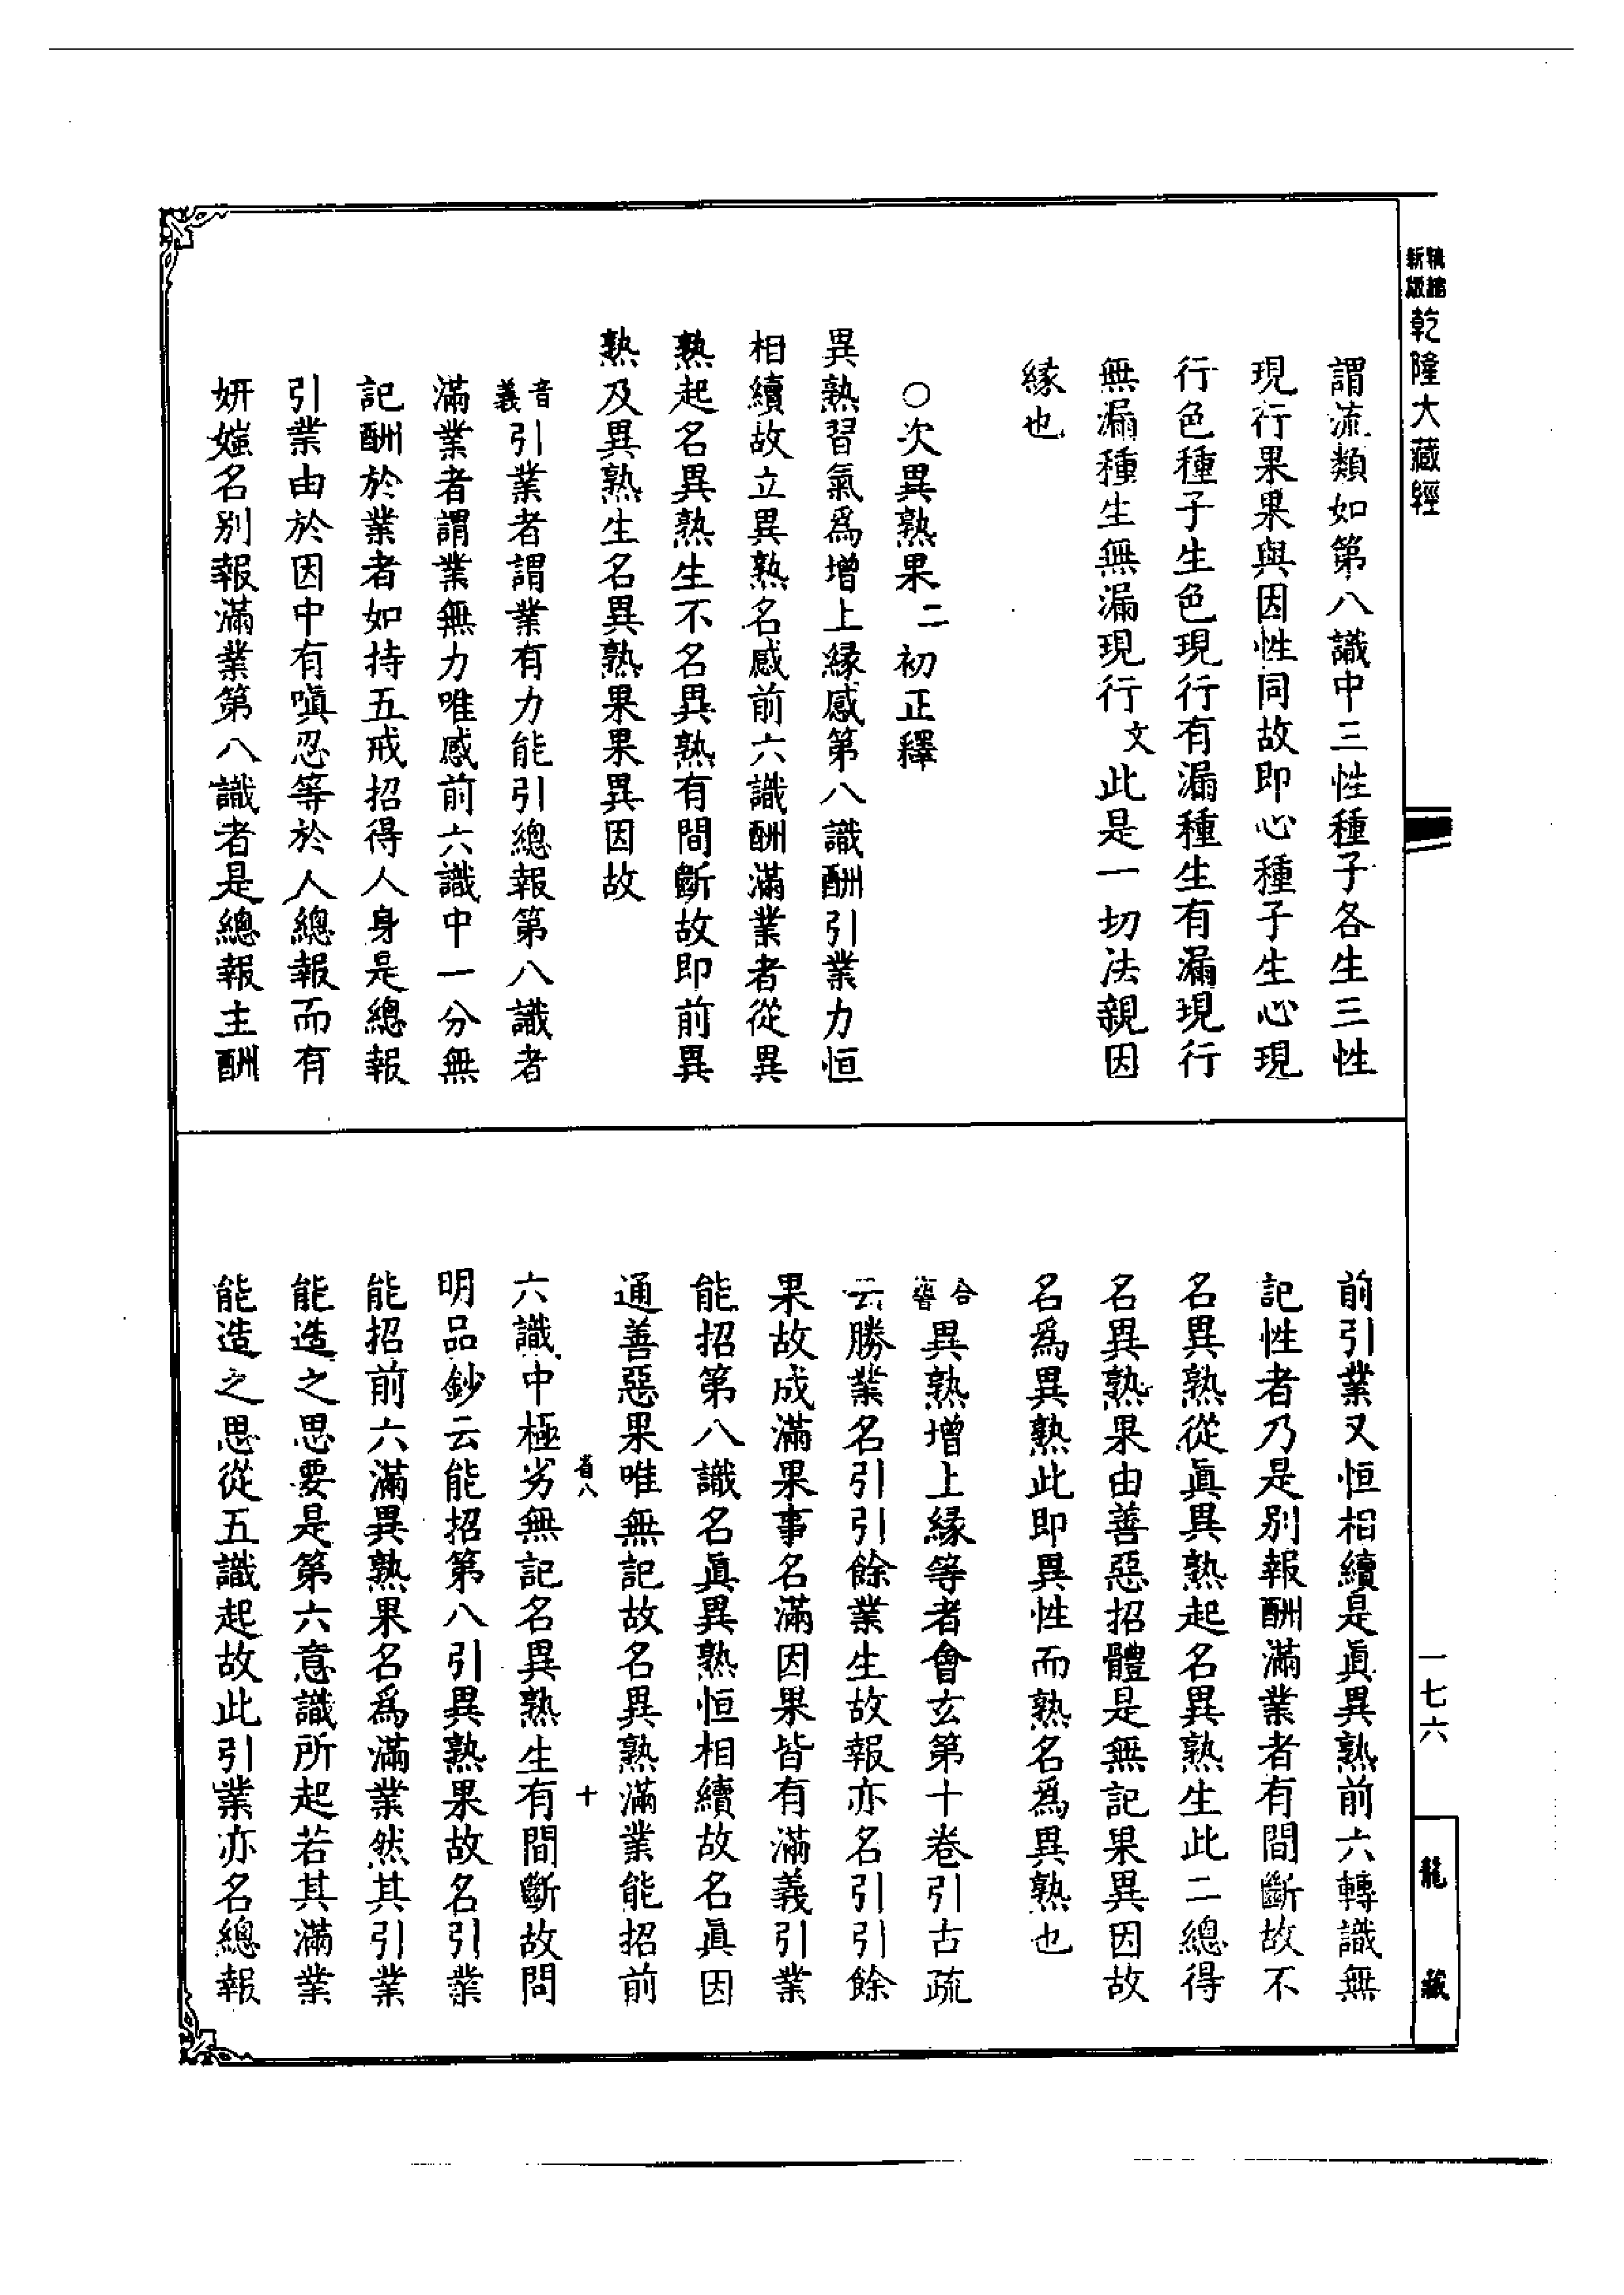 新編縮版乾隆大藏經
謂流類如第八識中三性種子各生三性
現行果果與因性同故即心種子生心現
行色種子生色現行有漏種生有漏現行
無漏種生無漏現行文此是一切法親因
緣也
○次異熟果二初正釋
異熟習氣為增上緣感第八識酬引業力恒
相續故立異熟名感前六識酬滿業者從異
熟起名異熟生不名異熟有間斷故即前異
熟及異熟生名異熟果果異因故
音義引業者謂業有力能引總報第八識者
滿業者謂業無力唯感前六識中一分無
記酬於業者如持五戒招得人身是總報
引業由於因中有嗔忍等於人總報而有
妍媸名別報滿業第八識者是總報主酬
前引業又恒相續是真異熟前六轉識無
記性者乃是別報酬滿業者有間斷故不
名異熟從眞異熟起名異熟生此二總得
名異熟果由善惡招體是無記果異因故
名為異熟此即異性而熟名為異熟也
合響異熟增上緣等者會玄第十卷引古疏
云勝業名引引餘業生故報亦名引引餘
果故成滿果事名滿因果皆有滿義引業
能招第八識名眞異熟恒相續故名眞因
通善惡果唯無記故名異熟滿業能招前
省八 十
六識中極劣無記名異熟生有間斷故問
明品鈔云能招第八引異熟果故名引業
能招前六滿異熟果名為滿業然其引業
能造之思要是第六意識所起若其滿業
能造之思從五識起故此引業亦名總報
一七六
龍藏